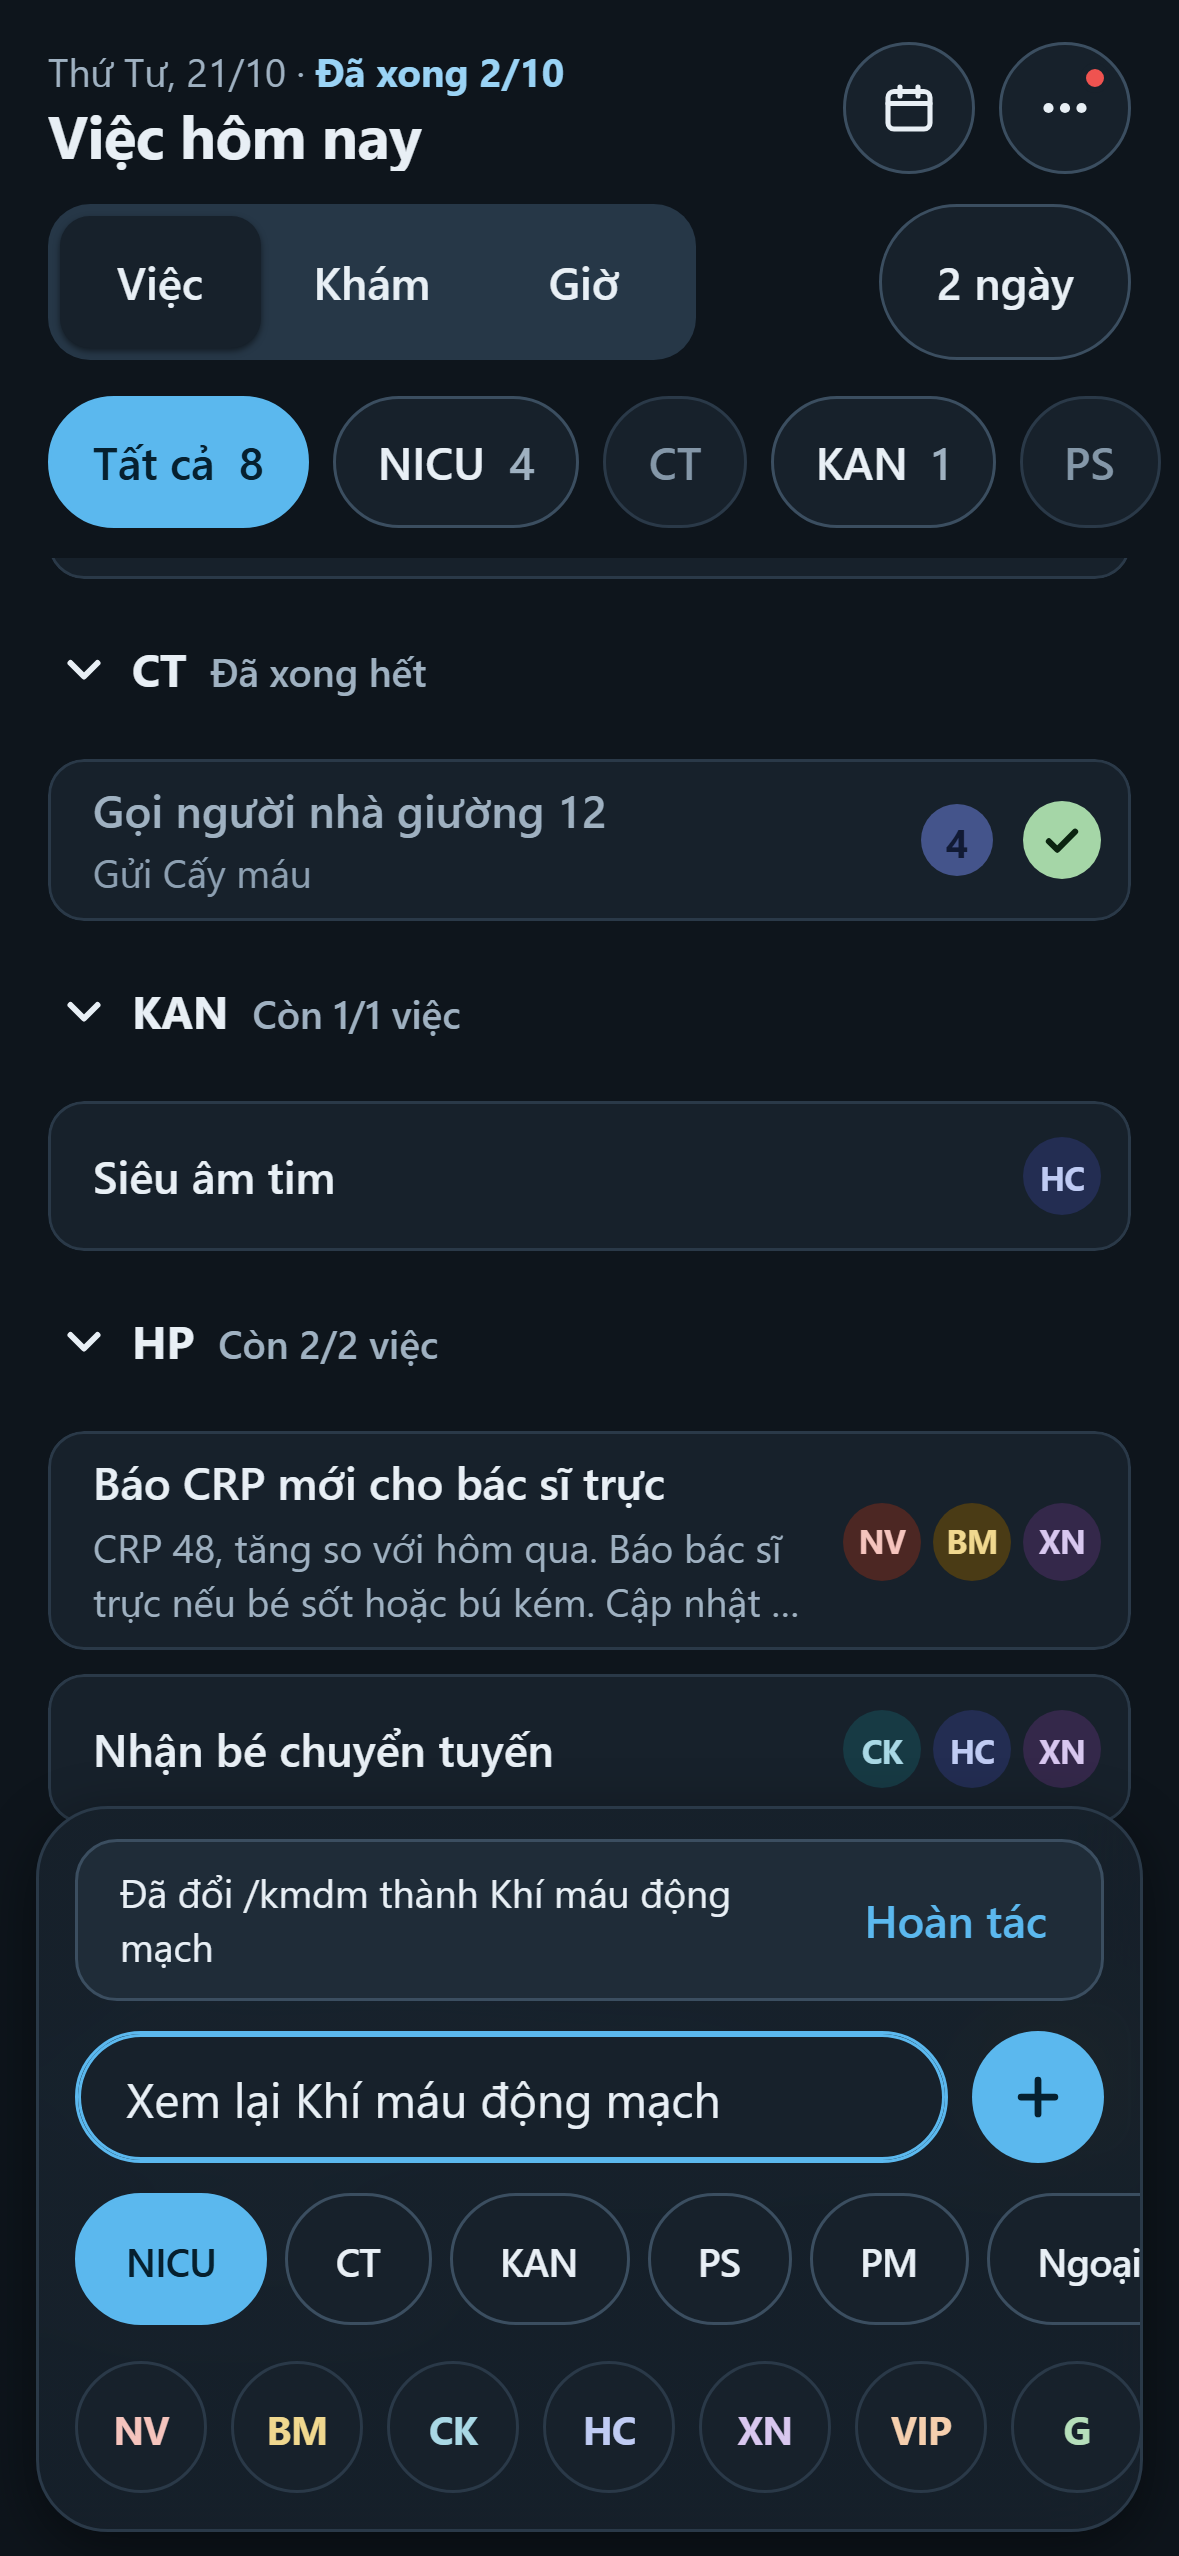 Thứ Tư, 21/10 · Đã xong 2/10
Việc hôm nay
Việc
Khám
Giờ
2 ngày
Tất cả 8
NICU 4
CT
KAN 1
PS
CT Đã xong hết
Gọi người nhà giường 12
Gửi Cấy máu
4
KAN Còn 1/1 việc
Siêu âm tim
HC
HP Còn 2/2 việc
Báo CRP mới cho bác sĩ trực
CRP 48, tăng so với hôm qua. Báo bác sĩ
trực nếu bé sốt hoặc bú kém. Cập nhật ...
NV BM XN
Nhận bé chuyển tuyến
CK HC XN
Đã đổi /kmdm thành Khí máu động
mạch
Hoàn tác
Xem lại Khí máu động mạch
NICU
CT
KAN
PS
PM
Ngoại
NV
BM
CK
HC
XN
VIP
G